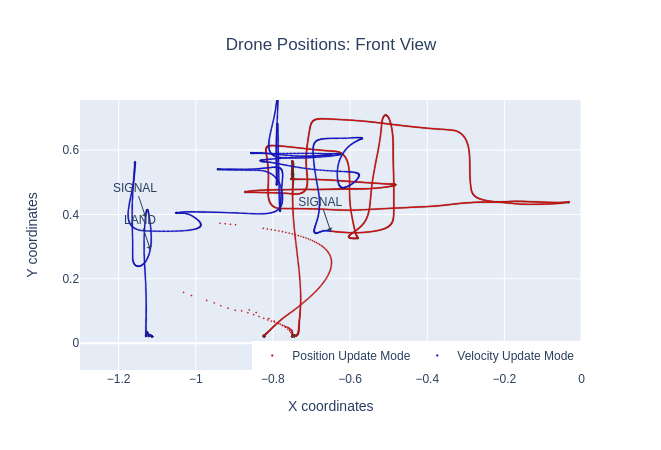 Drone Positions: Front View
Y coordinates
0.6
0.4
0.2
0
SIGNAL
LAND
SIGNAL
Position Update Mode
Velocity Update Mode
−1.2
−1
−0.8
−0.6
−0.4
−0.2
0
X coordinates